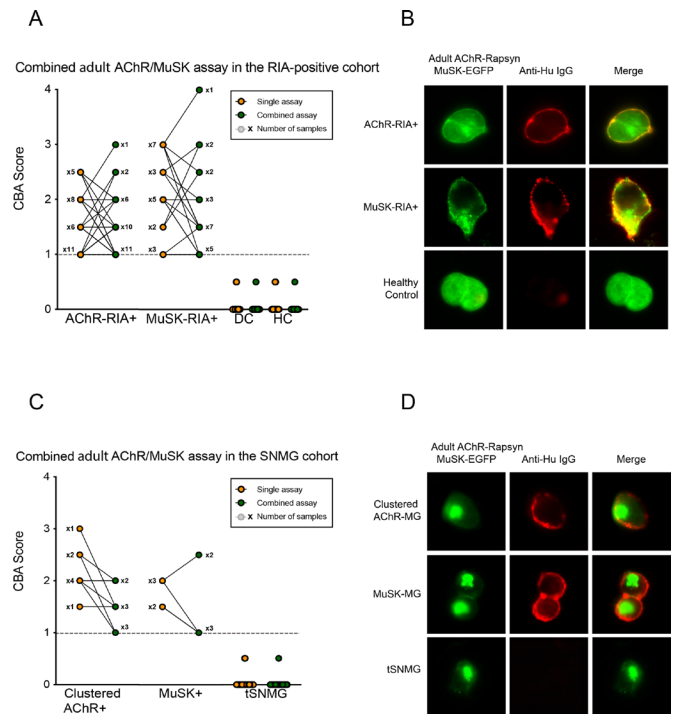 A
Combined adult AChR/MuSK assay in the RIA-positive cohort
CBA Score
4
3
2
1
0
Single assay
Combined assay
x Number of samples
x5
x8
x6
x11
x1
x2
x6
x10
x11
x7
x3
x5
x2
x3
x1
x2
x2
x3
x7
x5
AChR-RIA+ MuSK-RIA+ DC HC
B
Adult AChR-Rapsyn
MuSK-EGFP Anti-Hu IgG Merge
AChR-RIA+
MuSK-RIA+
Healthy
Control
C
Combined adult AChR/MuSK assay in the SNMG cohort
CBA Score
4
3
2
1
0
Single assay
Combined assay
x Number of samples
x1
x2
x4
x1
x2
x3
x3
x3
x2
x2
x3
Clustered
AChR+
MuSK+ tSNMG
D
Adult AChR-Rapsyn
MuSK-EGFP Anti-Hu IgG Merge
Clustered
AChR-MG
MuSK-MG
tSNMG